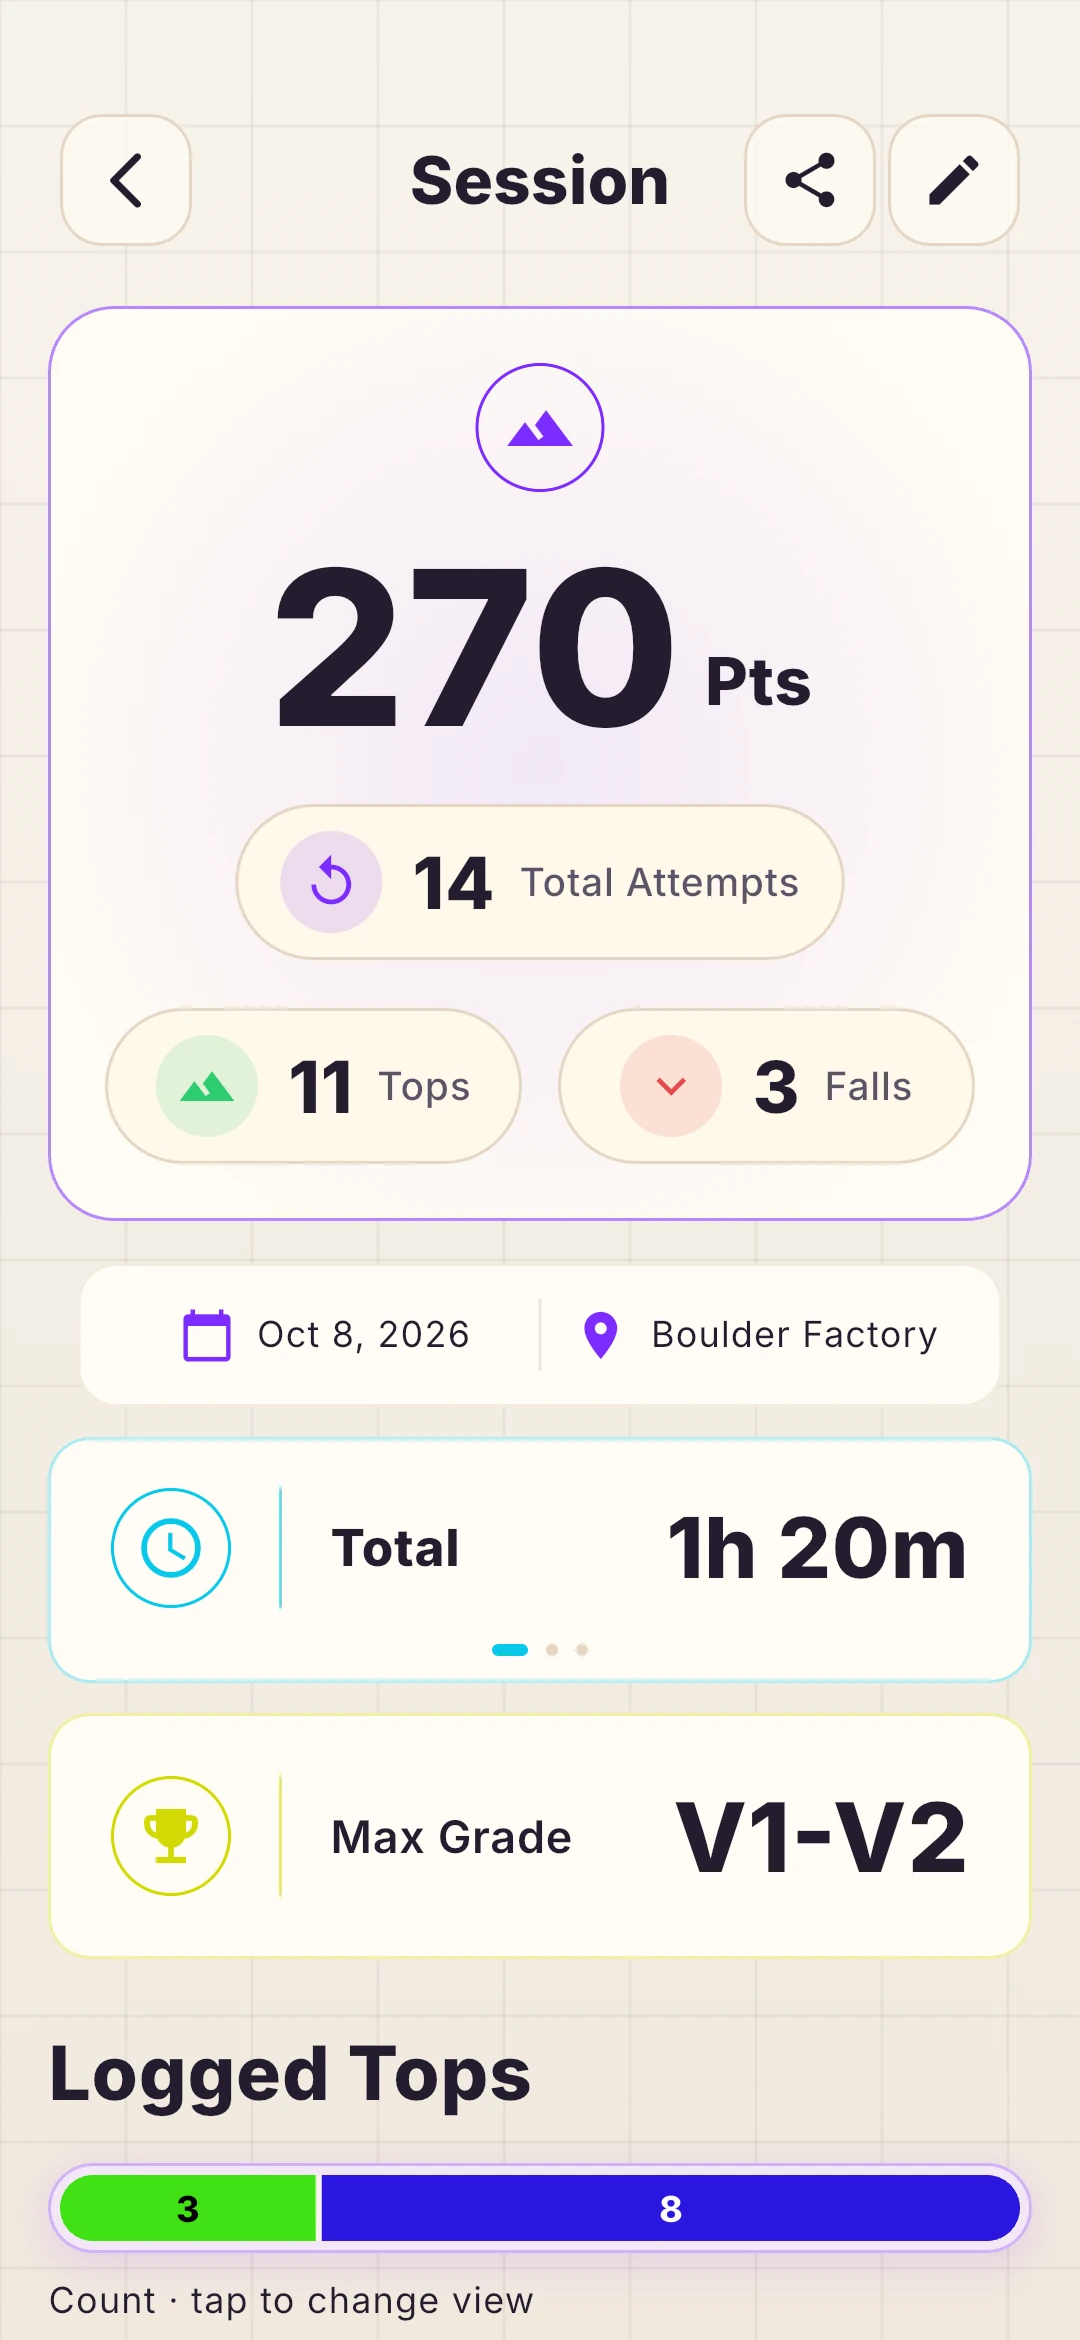 Session
270 Pts
14 Total Attempts
11 Tops
3 Falls
Oct 8, 2026
Boulder Factory
Total
1h 20m
Max Grade
V1-V2
Logged Tops
3
8
Count · tap to change view